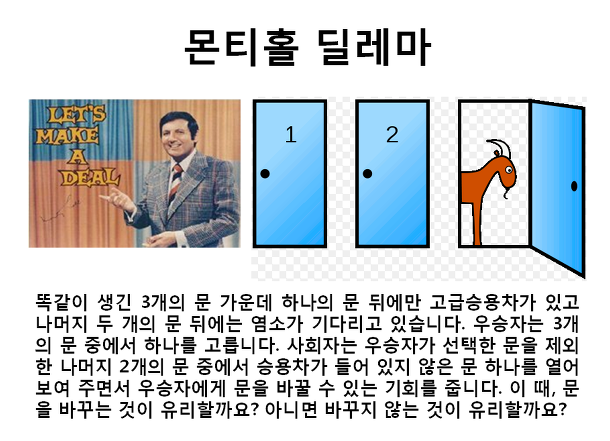 몬티홀 딜레마
LET'S
MAKE
A
DEAL
1
2
똑같이 생긴 3개의 문 가운데 하나의 문 뒤에만 고급승용차가 있고
나머지 두 개의 문 뒤에는 염소가 기다리고 있습니다. 우승자는 3개
의 문 중에서 하나를 고릅니다. 사회자는 우승자가 선택한 문을 제외
한 나머지 2개의 문 중에서 승용차가 들어 있지 않은 문 하나를 열어
보여 주면서 우승자에게 문을 바꿀 수 있는 기회를 줍니다. 이 때, 문
을 바꾸는 것이 유리할까요? 아니면 바꾸지 않는 것이 유리할까요?